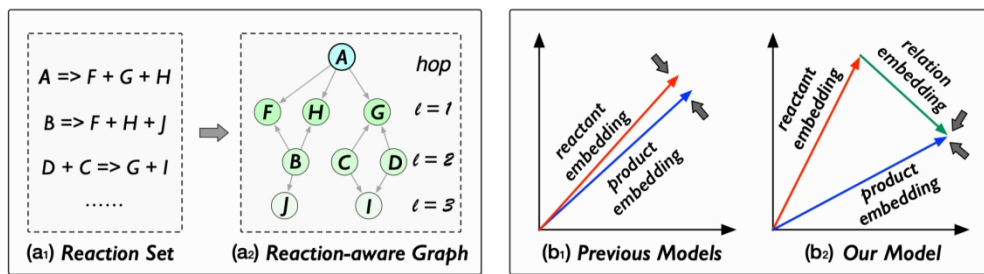 A => F + G + H
B => F + H + J
D + C => G + I
......
(a1) Reaction Set
A
hop
F
H
G
ℓ = 1
B
C
D
ℓ = 2
J
I
ℓ = 3
(a2) Reaction-aware Graph
reactant
embedding
product
embedding
(b1) Previous Models
reactant
embedding
relation
embedding
product
embedding
(b2) Our Model